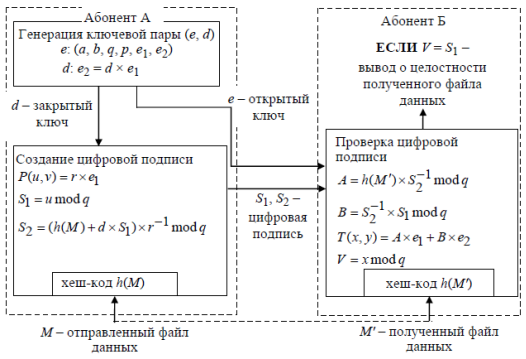 Абонент А
Генерация ключевой пары (e, d)
e: (a, b, q, p, e₁, e₂)
d: e₂ = d × e₁
d – закрытый
ключ
e – открытый
ключ
Создание цифровой подписи
P(u,v) = r × e₁
S₁ = u mod q
S₂ = (h(M) + d × S₁) × r⁻¹ mod q
хеш-код h(M)
S₁, S₂ –
цифровая
подпись
M – отправленный файл
данных
Абонент Б
ЕСЛИ V = S₁ –
вывод о целостности
полученного файла
данных
Проверка цифровой
подписи
A = h(M′) × S₂⁻¹ mod q
B = S₂⁻¹ × S₁ mod q
T(x, y) = A × e₁ + B × e₂
V = x mod q
хеш-код h(M′)
M′ – полученный файл
данных